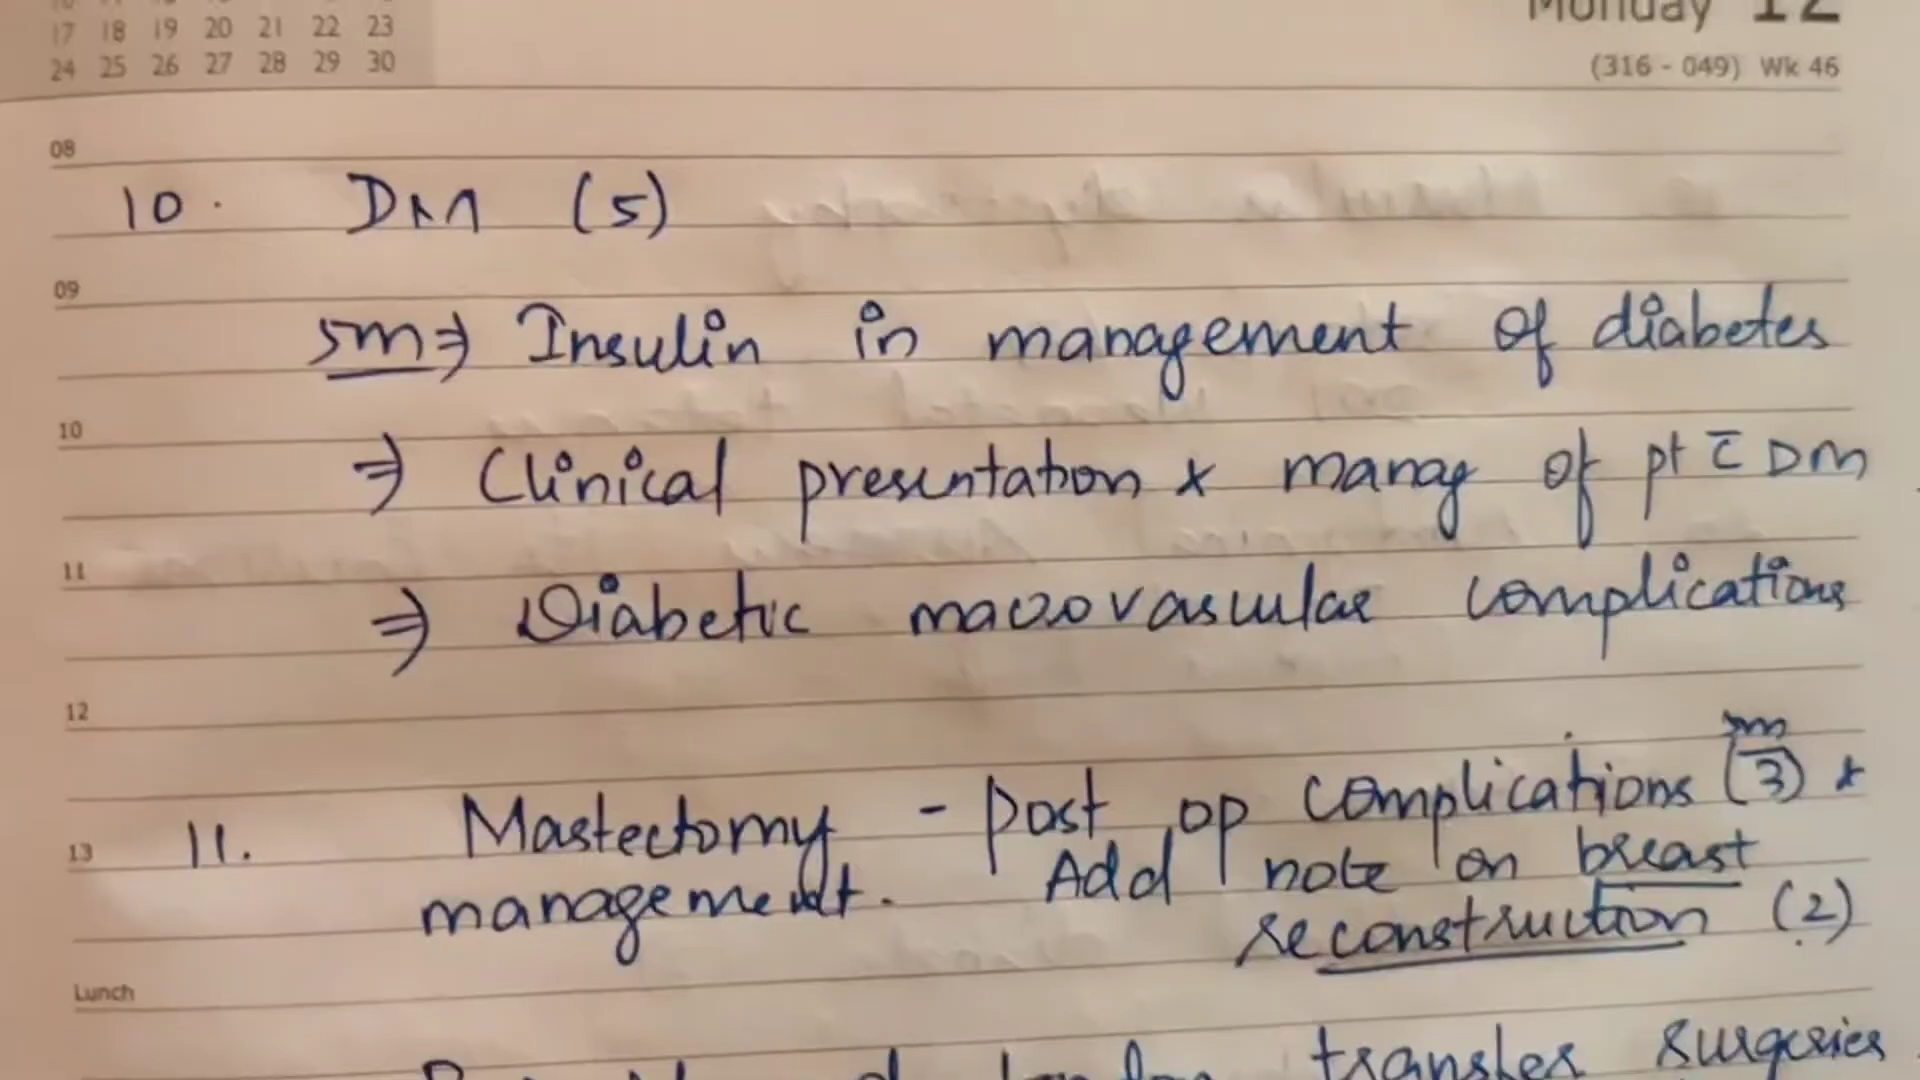 17 18 19 20 21 22 23
24 25 26 27 28 29 30
Monday 12
(316 - 049) Wk 46
08
10. DM (5)
09
5m⇒ Insulin in management of diabetes
10
⇒ Clinical presentation & manag of pt c̄ DM
11
⇒ Diabetic macrovascular complications
12
5m
11. Mastectomy - post op complications (3) &
13
management. Add note on breast
reconstruction (2)
Lunch
transfer surgeries